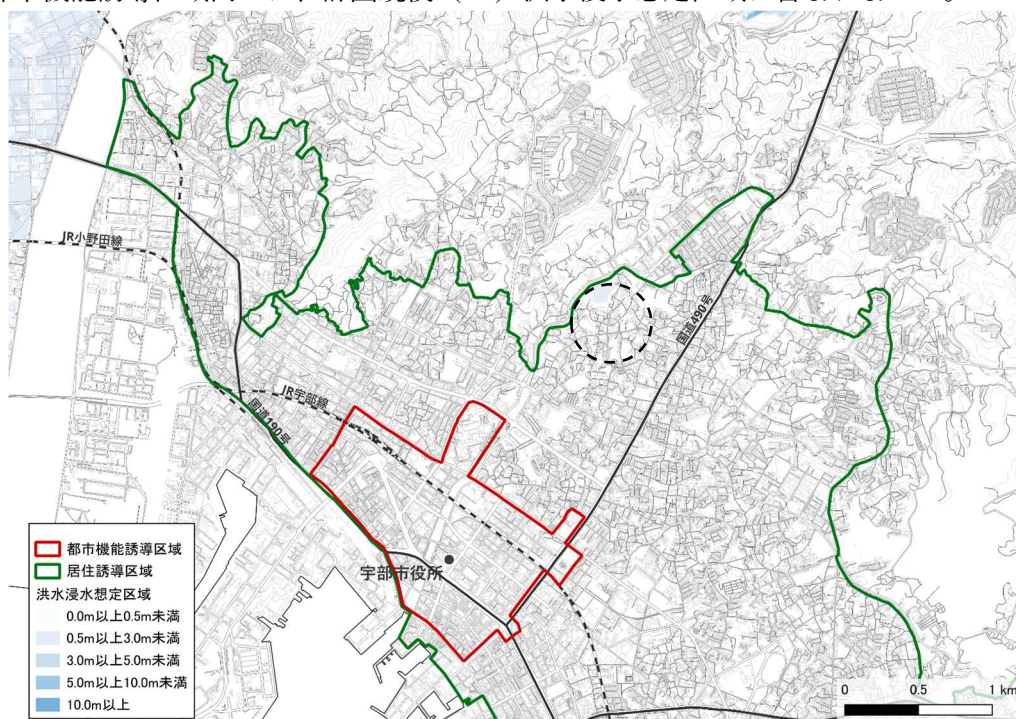 JR小野田線
国道490号
JR宇部線
国道190号
宇部市役所
都市機能誘導区域
居住誘導区域
洪水浸水想定区域
0.0m以上0.5m未満
0.5m以上3.0m未満
3.0m以上5.0m未満
5.0m以上10.0m未満
10.0m以上
0 0.5 1 km